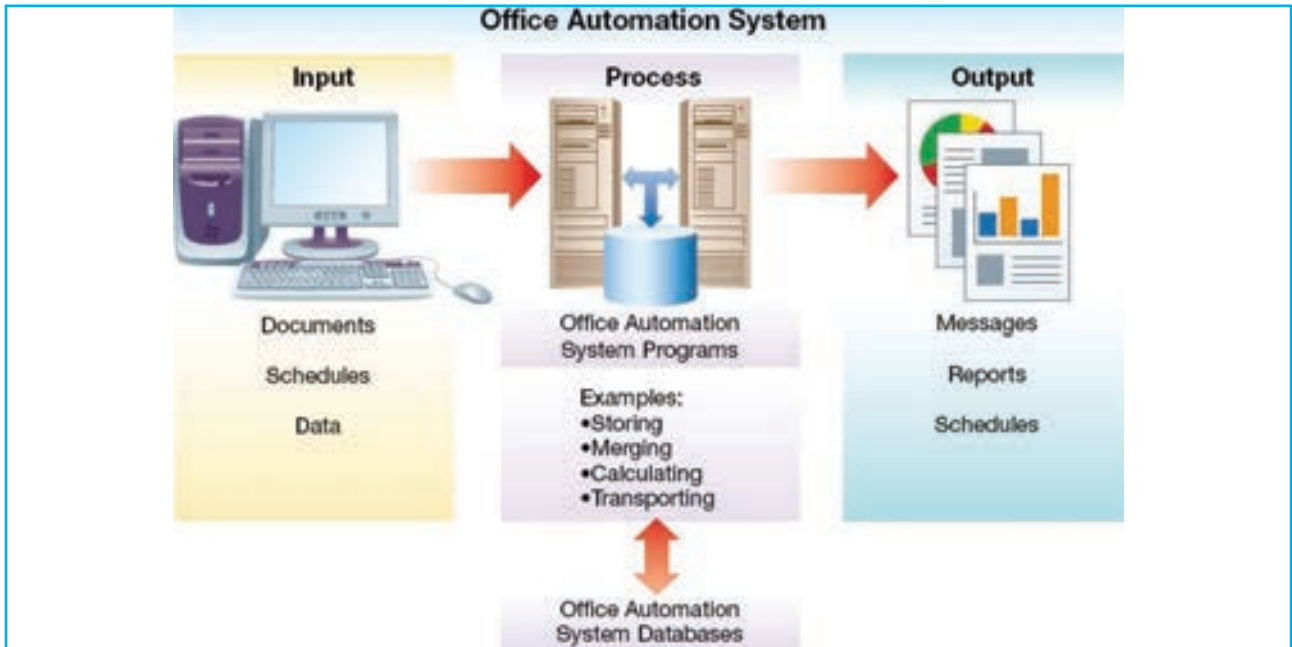 Office Automation System
Input
Process
Output
Documents
Schedules
Data
Office Automation
System Programs
Examples:
•Storing
•Merging
•Calculating
•Transporting
Messages
Reports
Schedules
Office Automation
System Databases